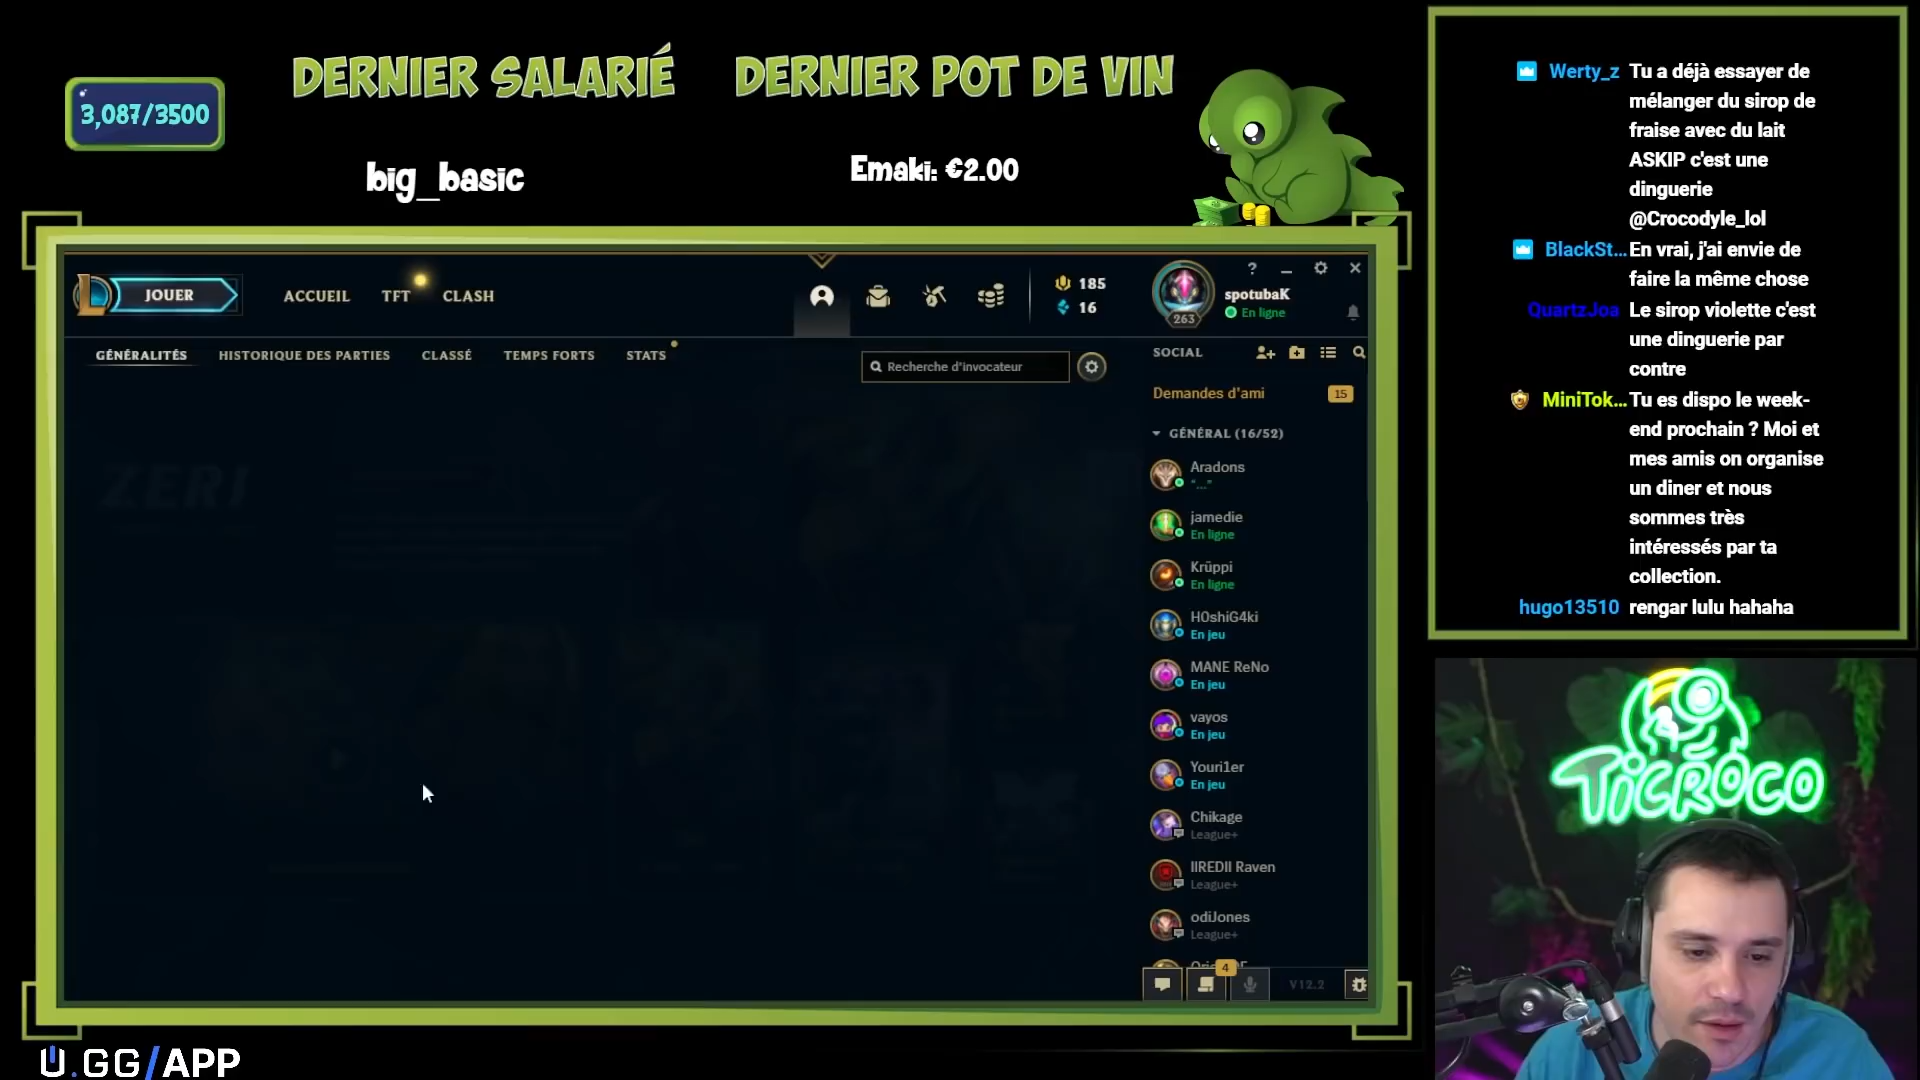 DERNIER SALARIÉ
DERNIER POT DE VIN
3,087/3500
big_basic
Emaki: €2.00
JOUER
ACCUEIL
TFT
CLASH
185
16
263
spotubaK
En ligne
GÉNÉRALITÉS
HISTORIQUE DES PARTIES
CLASSÉ
TEMPS FORTS
STATS
Recherche d'invocateur
ZERI
SOCIAL
Demandes d'ami
15
GÉNÉRAL (16/52)
Aradons
"..."
jamedie
En ligne
Krüppi
En ligne
H0shiG4ki
En jeu
MANE ReNo
En jeu
vayos
En jeu
Youri1er
En jeu
Chikage
League+
IIREDII Raven
League+
odiJones
League+
4
V12.2
U.GG/APP
Werty_z Tu a déjà essayer de
mélanger du sirop de
fraise avec du lait
ASKIP c'est une
dinguerie
@Crocodyle_lol
BlackSt... En vrai, j'ai envie de
faire la même chose
QuartzJoa Le sirop violette c'est
une dinguerie par
contre
MiniTok... Tu es dispo le week-
end prochain ? Moi et
mes amis on organise
un diner et nous
sommes très
intéressés par ta
collection.
hugo13510 rengar lulu hahaha
TiCROCO